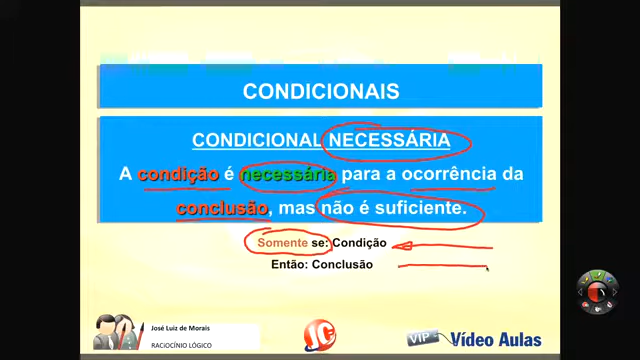 CONDICIONAIS
CONDICIONAL NECESSÁRIA
A condição é necessária para a ocorrência da
conclusão, mas não é suficiente.
Somente se: Condição
Então: Conclusão
José Luiz de Morais
RACIOCÍNIO LÓGICO
JC
VIP Vídeo Aulas